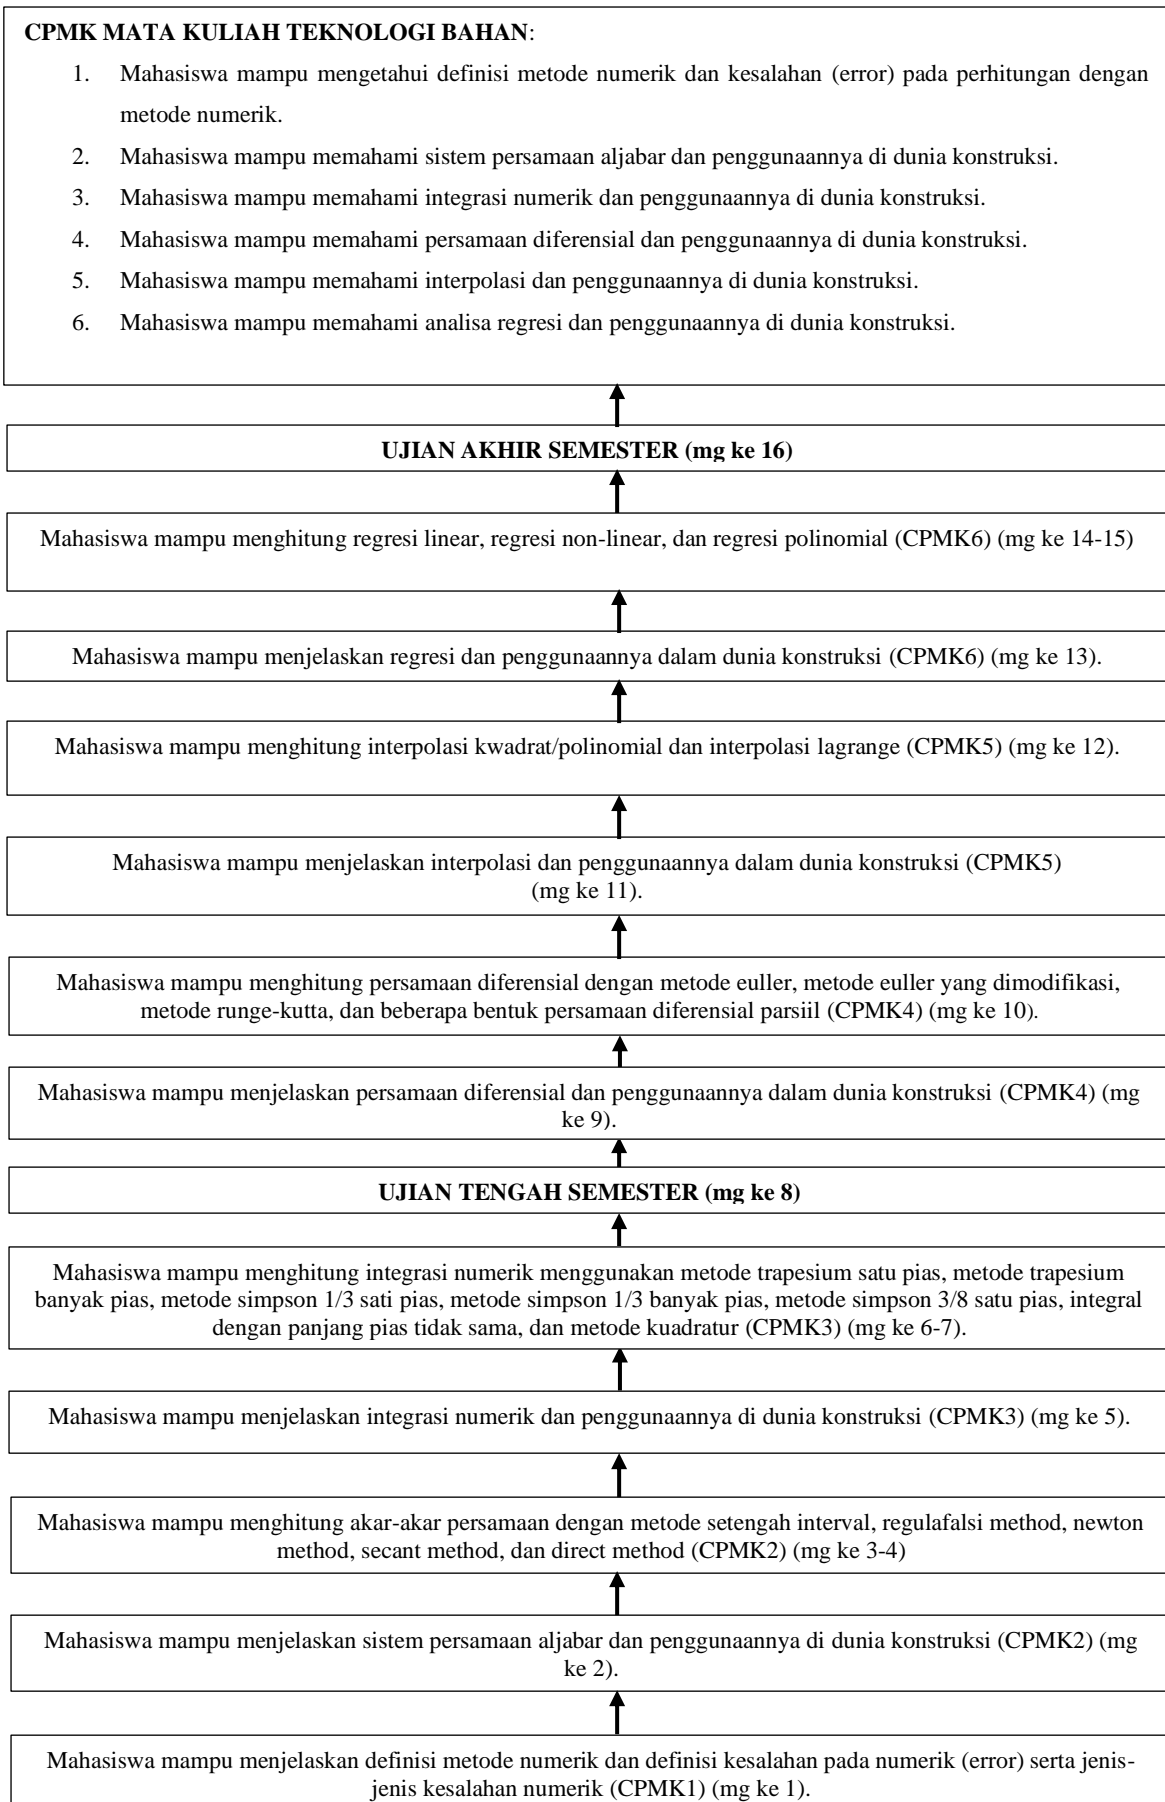 CPMK MATA KULIAH TEKNOLOGI BAHAN:
1. Mahasiswa mampu mengetahui definisi metode numerik dan kesalahan (error) pada perhitungan dengan
metode numerik.
2. Mahasiswa mampu memahami sistem persamaan aljabar dan penggunaannya di dunia konstruksi.
3. Mahasiswa mampu memahami integrasi numerik dan penggunaannya di dunia konstruksi.
4. Mahasiswa mampu memahami persamaan diferensial dan penggunaannya di dunia konstruksi.
5. Mahasiswa mampu memahami interpolasi dan penggunaannya di dunia konstruksi.
6. Mahasiswa mampu memahami analisa regresi dan penggunaannya di dunia konstruksi.
UJIAN AKHIR SEMESTER (mg ke 16)
Mahasiswa mampu menghitung regresi linear, regresi non-linear, dan regresi polinomial (CPMK6) (mg ke 14-15)
Mahasiswa mampu menjelaskan regresi dan penggunaannya dalam dunia konstruksi (CPMK6) (mg ke 13).
Mahasiswa mampu menghitung interpolasi kwadrat/polinomial dan interpolasi lagrange (CPMK5) (mg ke 12).
Mahasiswa mampu menjelaskan interpolasi dan penggunaannya dalam dunia konstruksi (CPMK5)
(mg ke 11).
Mahasiswa mampu menghitung persamaan diferensial dengan metode euller, metode euller yang dimodifikasi,
metode runge-kutta, dan beberapa bentuk persamaan diferensial parsiil (CPMK4) (mg ke 10).
Mahasiswa mampu menjelaskan persamaan diferensial dan penggunaannya dalam dunia konstruksi (CPMK4) (mg
ke 9).
UJIAN TENGAH SEMESTER (mg ke 8)
Mahasiswa mampu menghitung integrasi numerik menggunakan metode trapesium satu pias, metode trapesium
banyak pias, metode simpson 1/3 sati pias, metode simpson 1/3 banyak pias, metode simpson 3/8 satu pias, integral
dengan panjang pias tidak sama, dan metode kuadratur (CPMK3) (mg ke 6-7).
Mahasiswa mampu menjelaskan integrasi numerik dan penggunaannya di dunia konstruksi (CPMK3) (mg ke 5).
Mahasiswa mampu menghitung akar-akar persamaan dengan metode setengah interval, regulafalsi method, newton
method, secant method, dan direct method (CPMK2) (mg ke 3-4)
Mahasiswa mampu menjelaskan sistem persamaan aljabar dan penggunaannya di dunia konstruksi (CPMK2) (mg
ke 2).
Mahasiswa mampu menjelaskan definisi metode numerik dan definisi kesalahan pada numerik (error) serta jenis-
jenis kesalahan numerik (CPMK1) (mg ke 1).